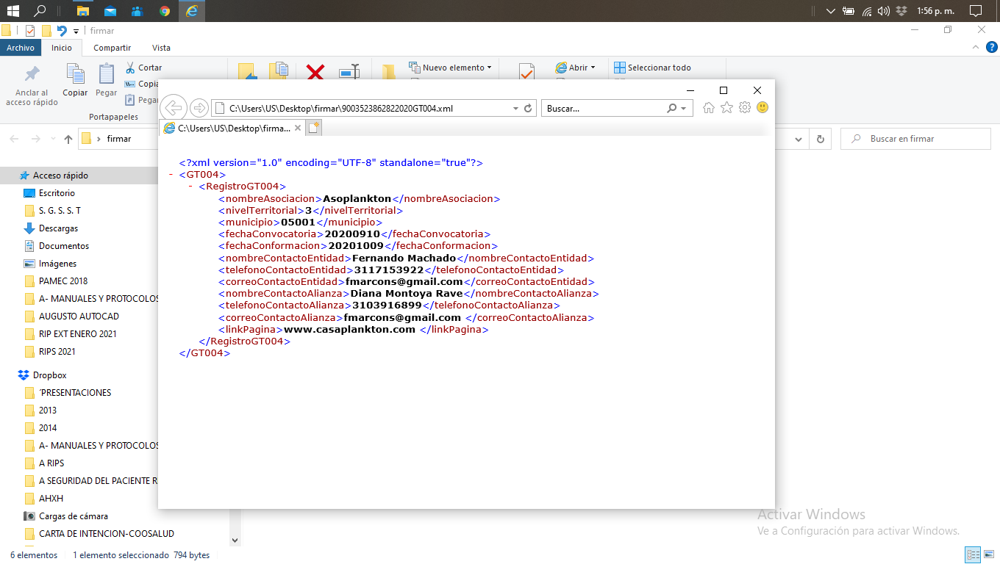 1:56 p. m.
firmar
Archivo Inicio Compartir Vista
Anclar al acceso rápido
Copiar
Pegar
Cortar
Copia
Pega
Portapapeles
Nuevo elemento
Abrir
Seleccionar todo
C:\Users\US\Desktop\firmar\9003523862822020GT004.xml
Buscar...
C:\Users\US\Desktop\firma...
firmar
Buscar en firmar
<?xml version="1.0" encoding="UTF-8" standalone="true"?>
- <GT004>
- <RegistroGT004>
<nombreAsociacion>Asoplankton</nombreAsociacion>
<nivelTerritorial>3</nivelTerritorial>
<municipio>05001</municipio>
<fechaConvocatoria>20200910</fechaConvocatoria>
<fechaConformacion>20201009</fechaConformacion>
<nombreContactoEntidad>Fernando Machado</nombreContactoEntidad>
<telefonoContactoEntidad>3117153922</telefonoContactoEntidad>
<correoContactoEntidad>fmarcons@gmail.com</correoContactoEntidad>
<nombreContactoAlianza>Diana Montoya Rave</nombreContactoAlianza>
<telefonoContactoAlianza>3103916899</telefonoContactoAlianza>
<correoContactoAlianza>fmarcons@gmail.com </correoContactoAlianza>
<linkPagina>www.casaplankton.com </linkPagina>
</RegistroGT004>
</GT004>
Acceso rápido
Escritorio
S. G. S. S. T
Descargas
Documentos
Imágenes
PAMEC 2018
A- MANUALES Y PROTOCOLOS
AUGUSTO AUTOCAD
RIP EXT ENERO 2021
RIPS 2021
Dropbox
´PRESENTACIONES
2013
2014
A- MANUALES Y PROTOCOLOS
A RIPS
A SEGURIDAD DEL PACIENTE R
AHXH
Cargas de cámara
CARTA DE INTENCION-COOSALUD
Activar Windows
Ve a Configuración para activar Windows.
6 elementos 1 elemento seleccionado 794 bytes